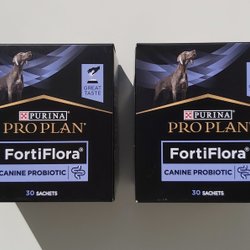 GREAT
TASTE
PURINA
PRO PLAN®
FortiFlora®
CANINE PROBIOTIC
30 SACHETS
GREAT
TASTE
PURINA
PRO PLAN
FortiFlora®
CANINE PROBIOTIC
30 SACHETS